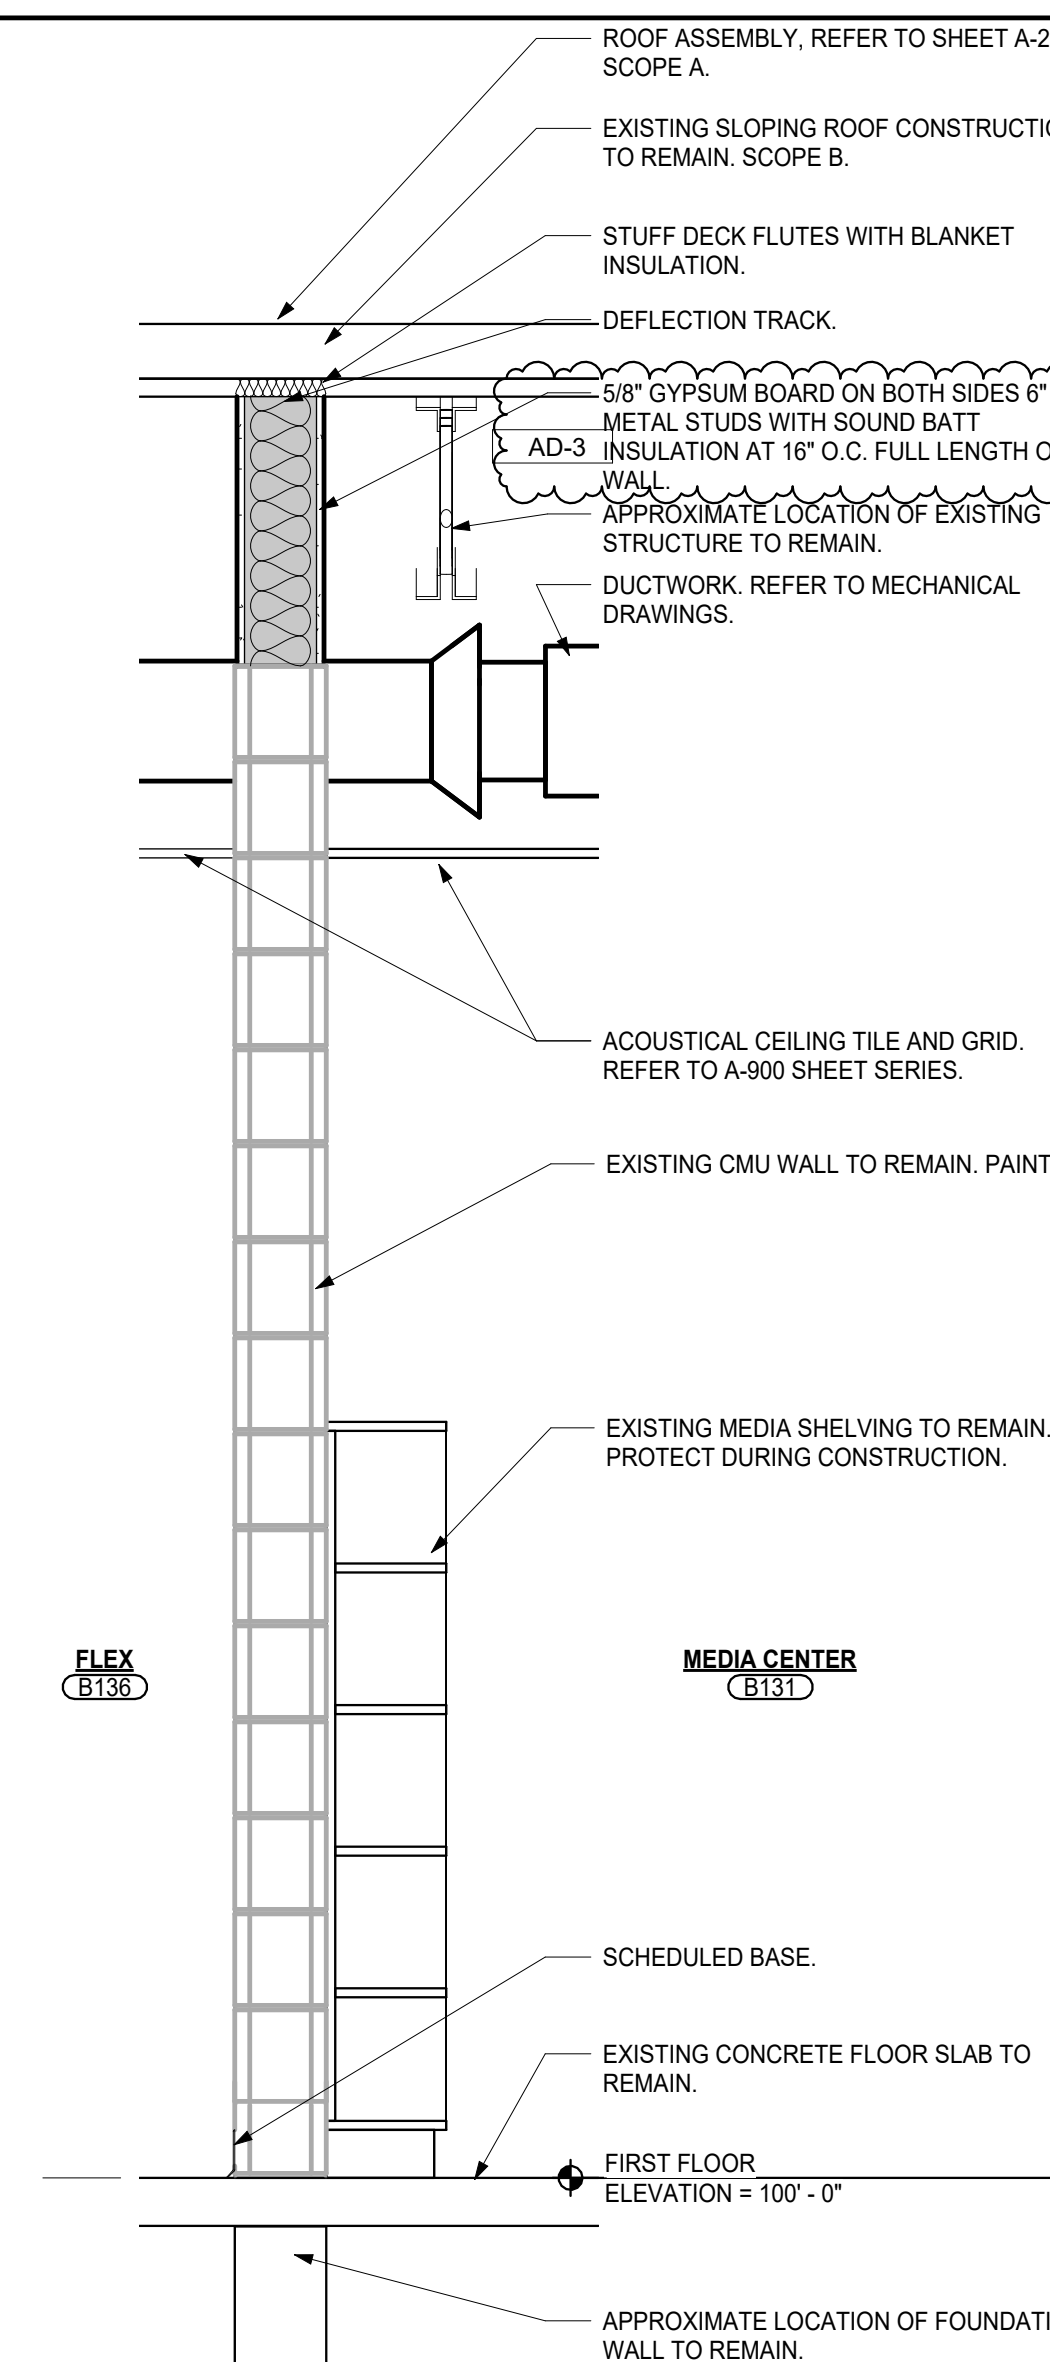 ROOF ASSEMBLY, REFER TO SHEET A-2
SCOPE A.
EXISTING SLOPING ROOF CONSTRUCTIO
TO REMAIN. SCOPE B.
STUFF DECK FLUTES WITH BLANKET
INSULATION.
DEFLECTION TRACK.
5/8" GYPSUM BOARD ON BOTH SIDES 6"
METAL STUDS WITH SOUND BATT
AD-3 INSULATION AT 16" O.C. FULL LENGTH O
WALL.
APPROXIMATE LOCATION OF EXISTING
STRUCTURE TO REMAIN.
DUCTWORK. REFER TO MECHANICAL
DRAWINGS.
ACOUSTICAL CEILING TILE AND GRID.
REFER TO A-900 SHEET SERIES.
EXISTING CMU WALL TO REMAIN. PAINT
EXISTING MEDIA SHELVING TO REMAIN.
PROTECT DURING CONSTRUCTION.
FLEX
B136
MEDIA CENTER
B131
SCHEDULED BASE.
EXISTING CONCRETE FLOOR SLAB TO
REMAIN.
FIRST FLOOR
ELEVATION = 100' - 0"
APPROXIMATE LOCATION OF FOUNDATI
WALL TO REMAIN.